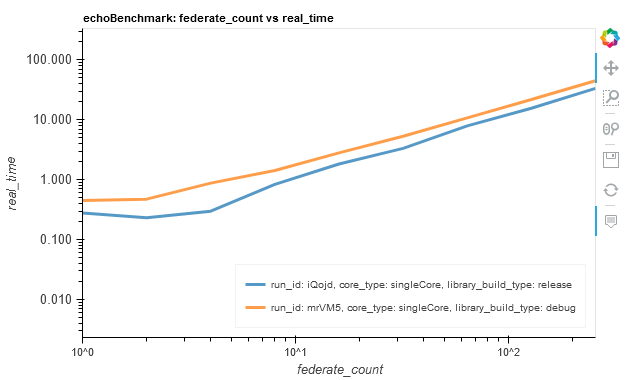 echoBenchmark: federate_count vs real_time
100.000
10.000
1.000
0.100
0.010
real_time
run_id: iQojd, core_type: singleCore, library_build_type: release
run_id: mrVM5, core_type: singleCore, library_build_type: debug
10^0
10^1
10^2
federate_count